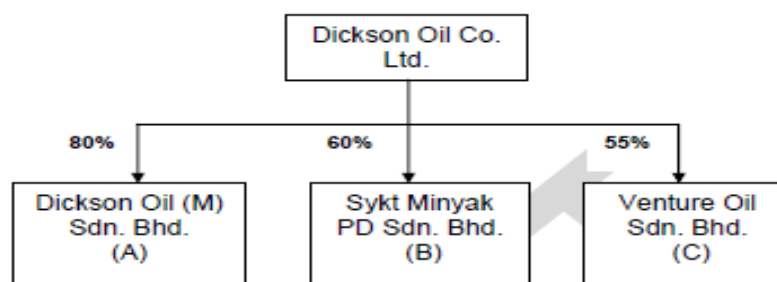 Dickson Oil Co.
Ltd.
80%
60%
55%
Dickson Oil (M)
Sdn. Bhd.
(A)
Sykt Minyak
PD Sdn. Bhd.
(B)
Venture Oil
Sdn. Bhd.
(C)